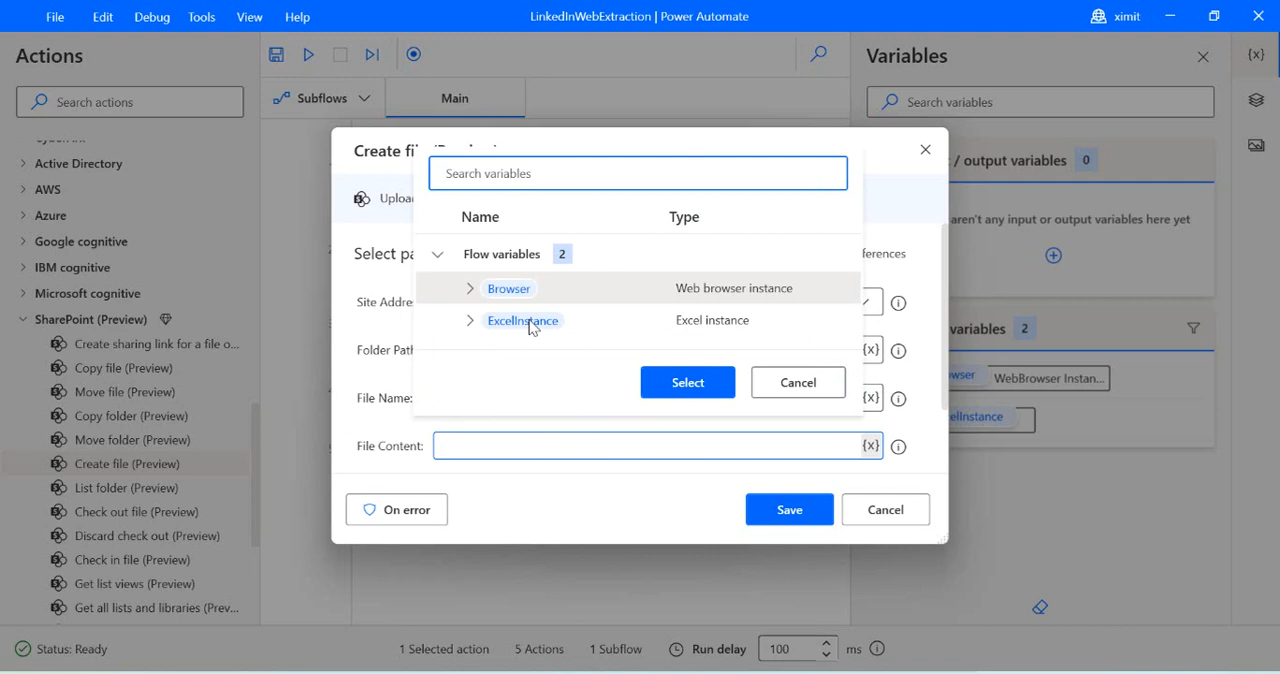 File Edit Debug Tools View Help
LinkedInWebExtraction | Power Automate
ximit
Actions
Search actions
Active Directory
AWS
Azure
Google cognitive
IBM cognitive
Microsoft cognitive
SharePoint (Preview)
Create sharing link for a file o...
Copy file (Preview)
Move file (Preview)
Copy folder (Preview)
Move folder (Preview)
Create file (Preview)
List folder (Preview)
Check out file (Preview)
Discard check out (Preview)
Check in file (Preview)
Get list views (Preview)
Get all lists and libraries (Prev...
Subflows
Main
Create fi
Uploa
Select pa
ferences
Site Addre
Folder Path
{x}
File Name:
{x}
File Content:
{x}
On error
Save
Cancel
Search variables
Name Type
Flow variables 2
Browser Web browser instance
ExcelInstance Excel instance
Select
Cancel
Variables
{x}
Search variables
/ output variables 0
aren't any input or output variables here yet
variables 2
wser WebBrowser Instan...
elInstance
Status: Ready
1 Selected action
5 Actions
1 Subflow
Run delay 100 ms